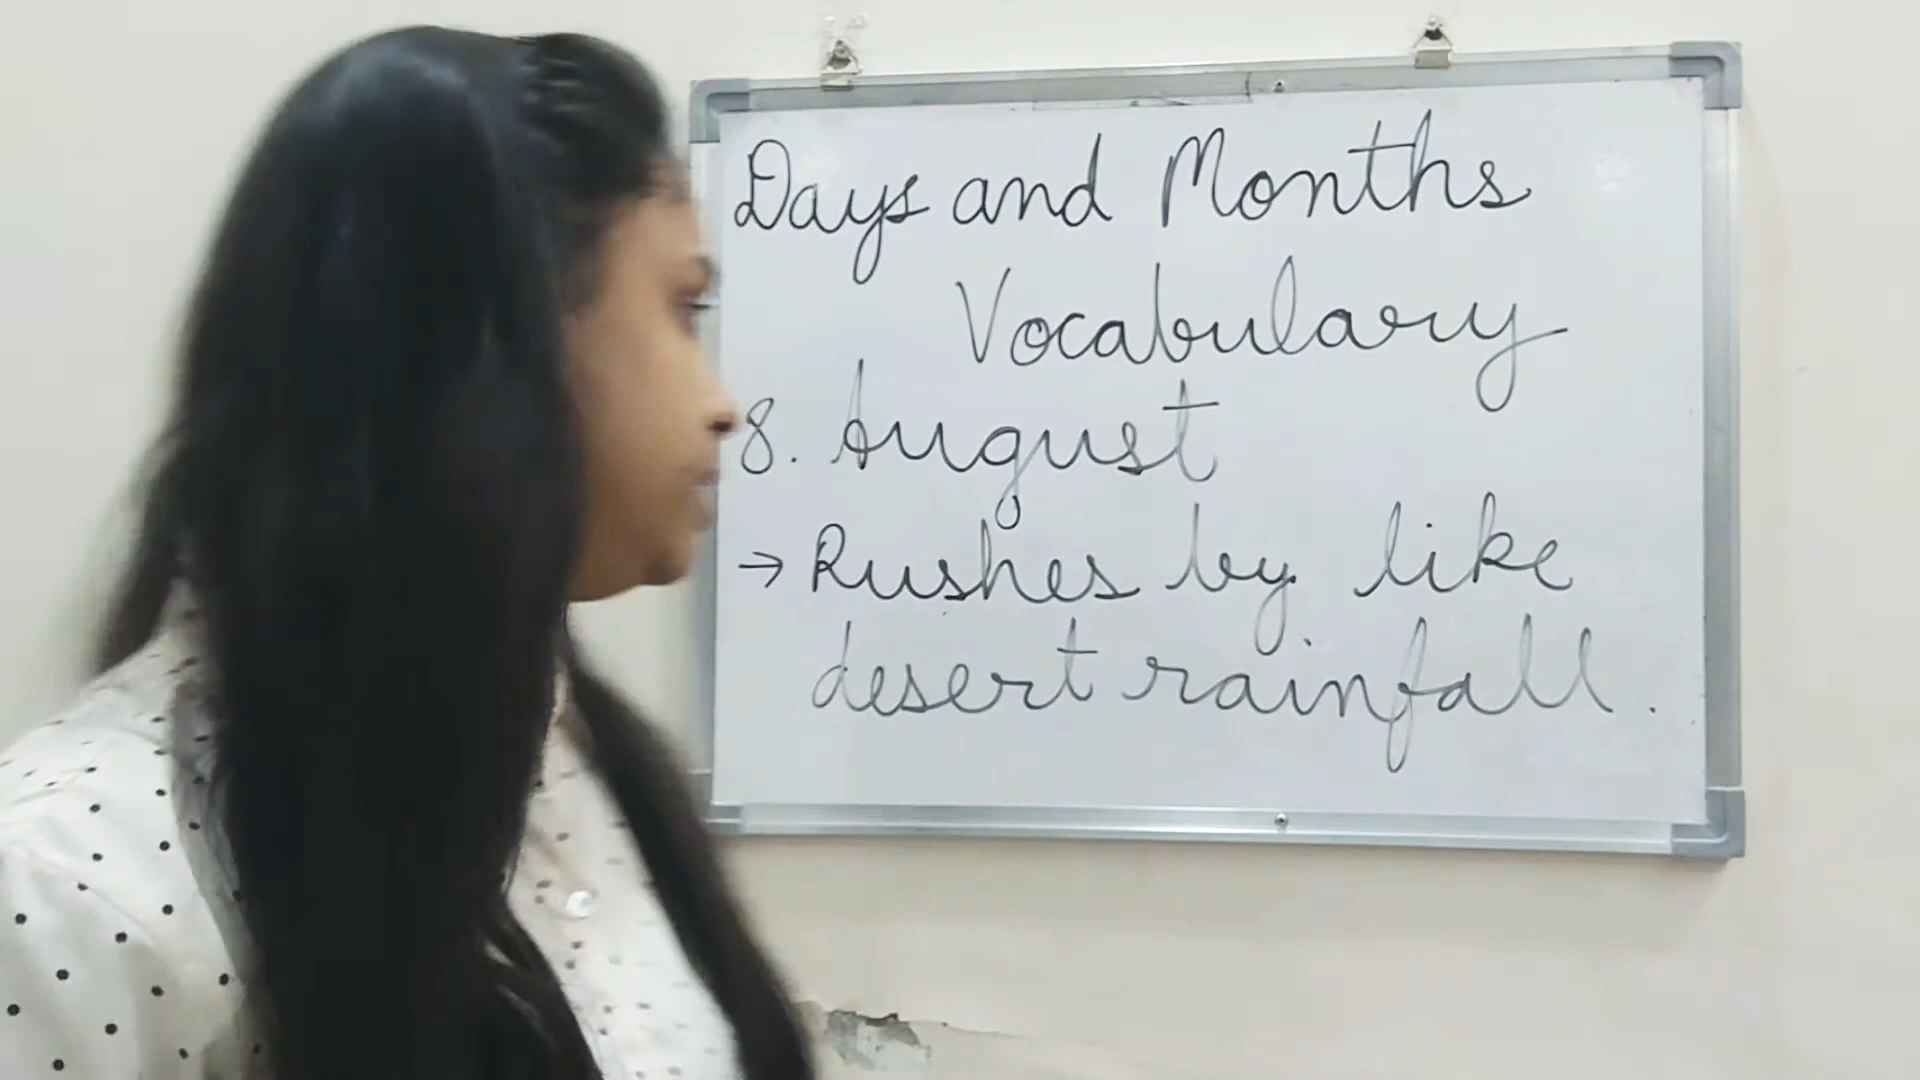 Days and Months
Vocabulary
8. August
→ Rushes by like
desert rainfall.